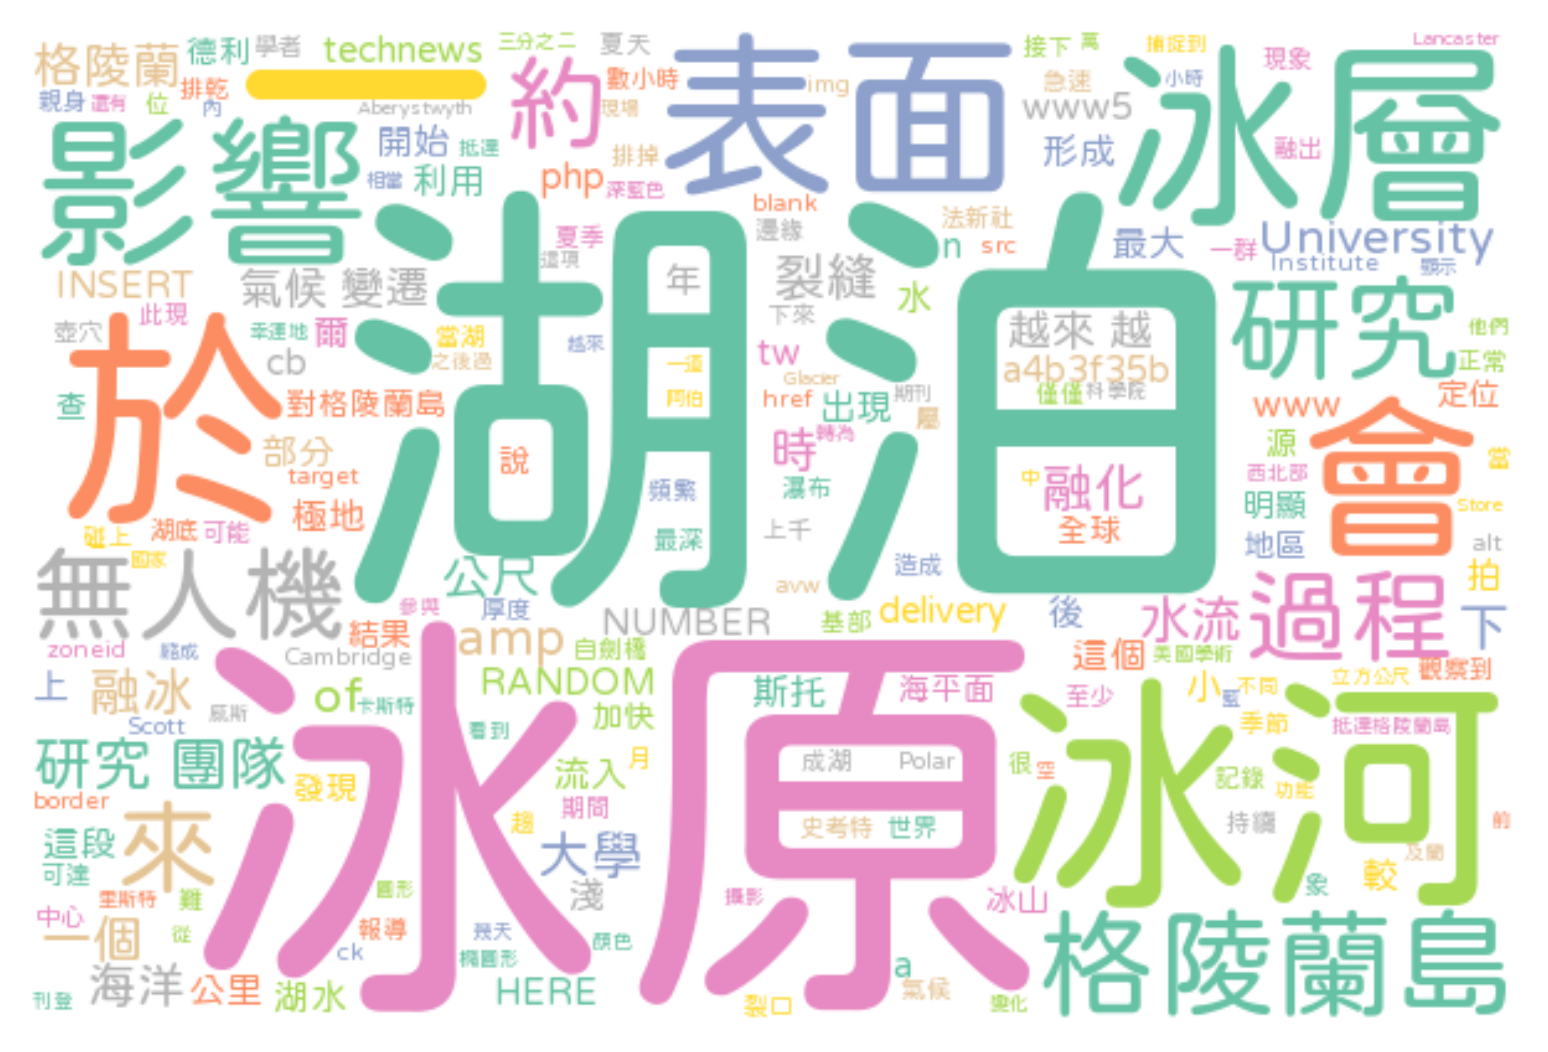 格陵蘭
德利
學者
technews
三分之二
夏天
表面
接下
萬
捕捉到
冰層
現象
Lancaster
親身
還有
位
排乾
內
一
Aberystwyth
約
數小時
現場
img
急速
小時
www5
影響
開始
抵達
相當
利用
排掉
php
深藍色
形成
融出
湖泊
blank
邊緣
法新社
n
src
最大
一群
University
Institute
顯示
INSERT
氣候 變遷
夏季
這項
年
裂縫
水
研究
壺穴
此現
幸運地
爾
當湖
之後過
越來
下來
越來 越
他們
正常
於
cb
一道
tw
Glacier
a4b3f35b
查
對格陵蘭島
阿伯
href
出現
期刊
僅僅
科學院
屬
www
定位
會
部分
target
說
時
轉為
源
當
西北部
極地
頻繁
瀑布
中
融化
明顯
Store
碰上
湖底
可能
最深
上千
全球
地區
alt
國家
無人機
公尺
造成
avw
拍
參與
厚度
NUMBER
基部
delivery
後
水流
過程
下
zoneid
縮成
結果
Cambridge
amp
自劍橋
這個
美國學術
觀察到
上
融冰
威斯
of
卡斯特
RANDOM
冰原
斯托
海平面
至少
小
藍
不同
立方公尺
Scott
加快
看到
季節
抵達格陵蘭島
研究 團隊
發現
流入
月
成湖
Polar
很
空
冰河
記錄
功能
border
來
期間
趨
史考特
世界
持續
前
這段
大學
及蘭
可達
里斯特
難
圓形
淺
攝影
冰山
象
較
中心
一個
從
報導
幾天
顏色
ck
橢圓形
格陵蘭島
海洋
公里
湖水
HERE
a
氣候
變化
刊登
裂口